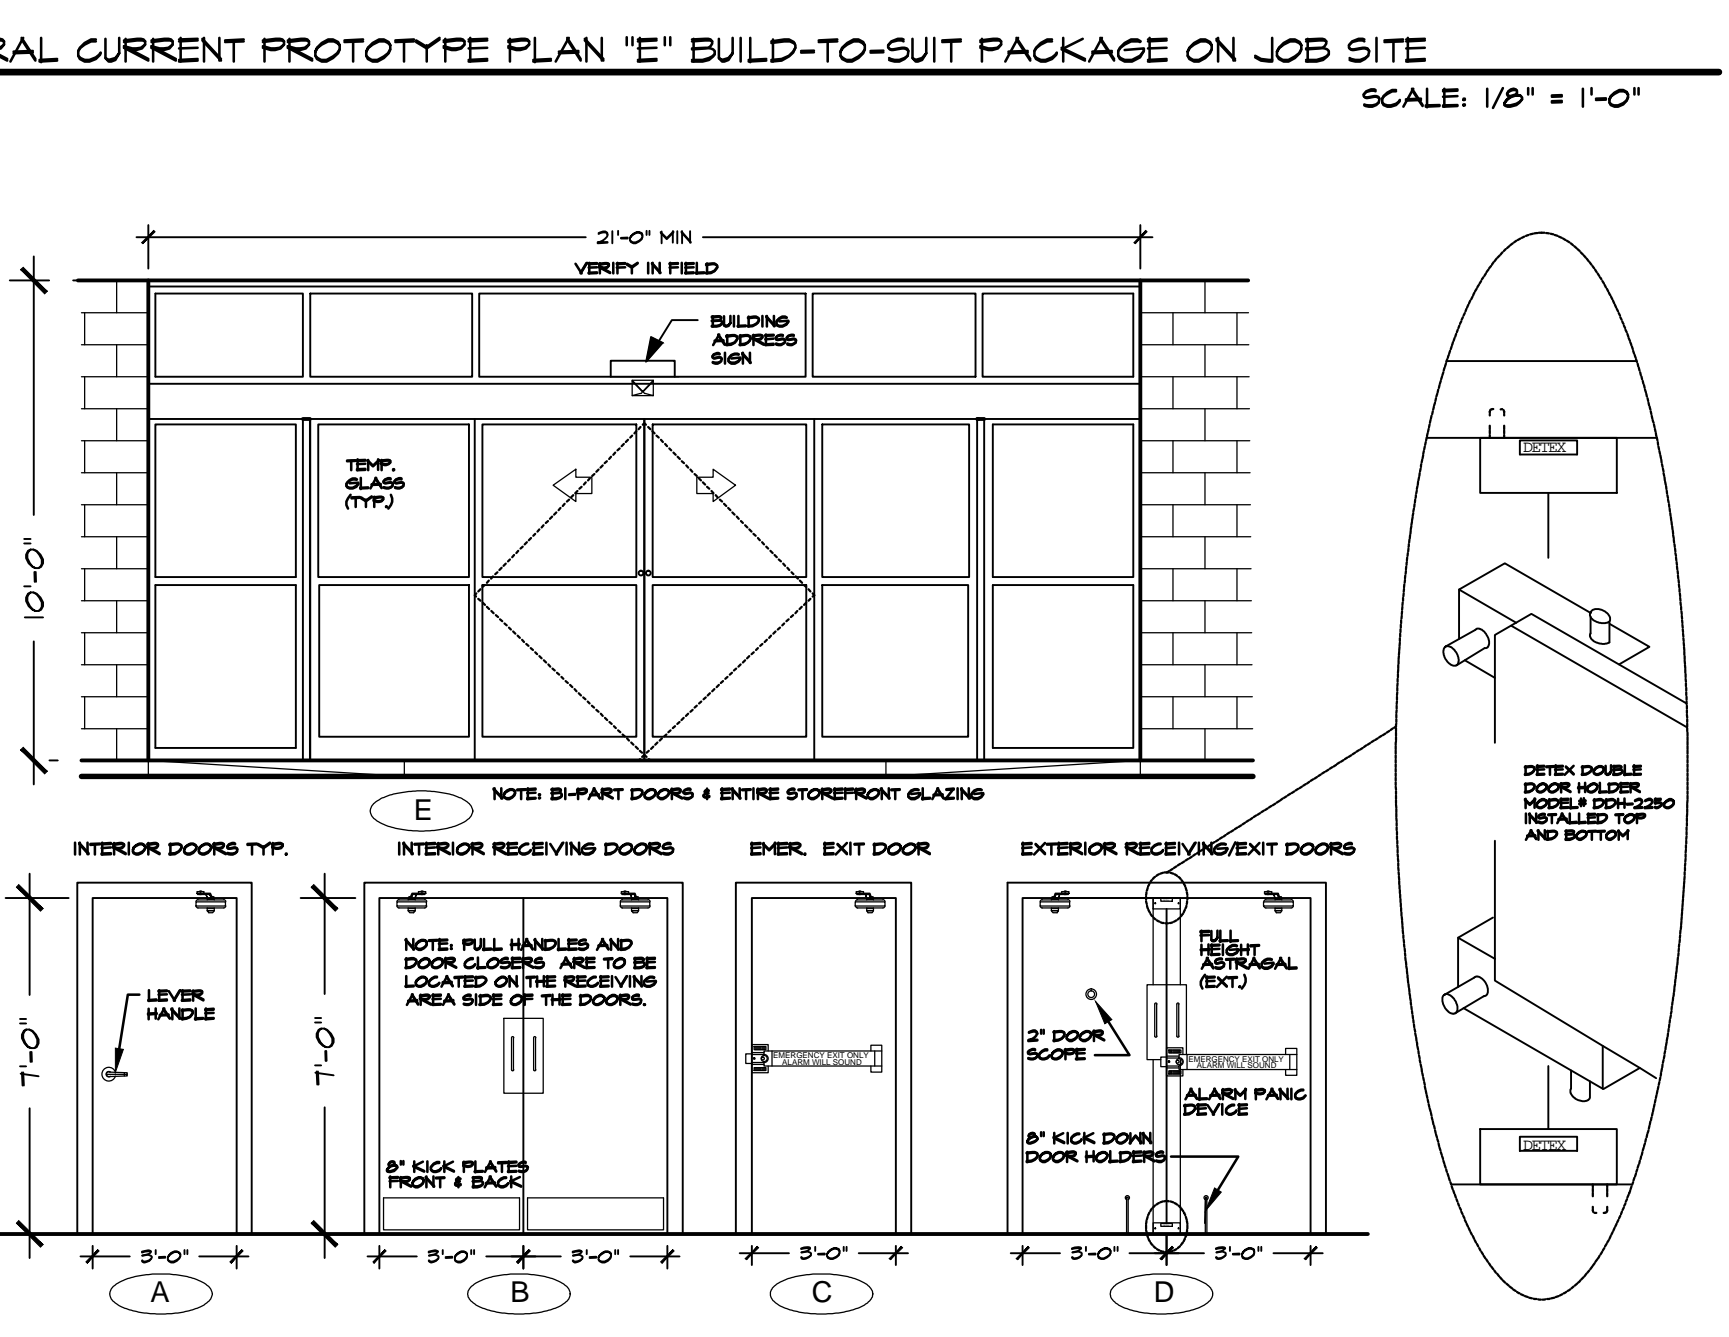 RAL CURRENT PROTOTYPE PLAN "E" BUILD-TO-SUIT PACKAGE ON JOB SITE
SCALE: 1/8" = 1'-0"
21'-0" MIN
VERIFY IN FIELD
BUILDING
ADDRESS
SIGN
TEMP.
GLASS
(TYP.)
10'-0"
DETEX
DETEX DOUBLE
DOOR HOLDER
MODEL# DDH-2250
INSTALLED TOP
AND BOTTOM
DETEX
E
NOTE: BI-PART DOORS & ENTIRE STOREFRONT GLAZING
INTERIOR DOORS TYP.
LEVER
HANDLE
7'-0"
3'-0"
A
INTERIOR RECEIVING DOORS
NOTE: PULL HANDLES AND
DOOR CLOSERS ARE TO BE
LOCATED ON THE RECEIVING
AREA SIDE OF THE DOORS.
7'-0"
8" KICK PLATES
FRONT & BACK
3'-0"
3'-0"
B
EMER. EXIT DOOR
EMERGENCY EXIT ONLY
ALARM WILL SOUND
3'-0"
C
EXTERIOR RECEIVING/EXIT DOORS
FULL
HEIGHT
ASTRAGAL
(EXT.)
2" DOOR
SCOPE
EMERGENCY EXIT ONLY
ALARM WILL SOUND
ALARM PANIC
DEVICE
8" KICK DOWN
DOOR HOLDERS
3'-0"
3'-0"
D